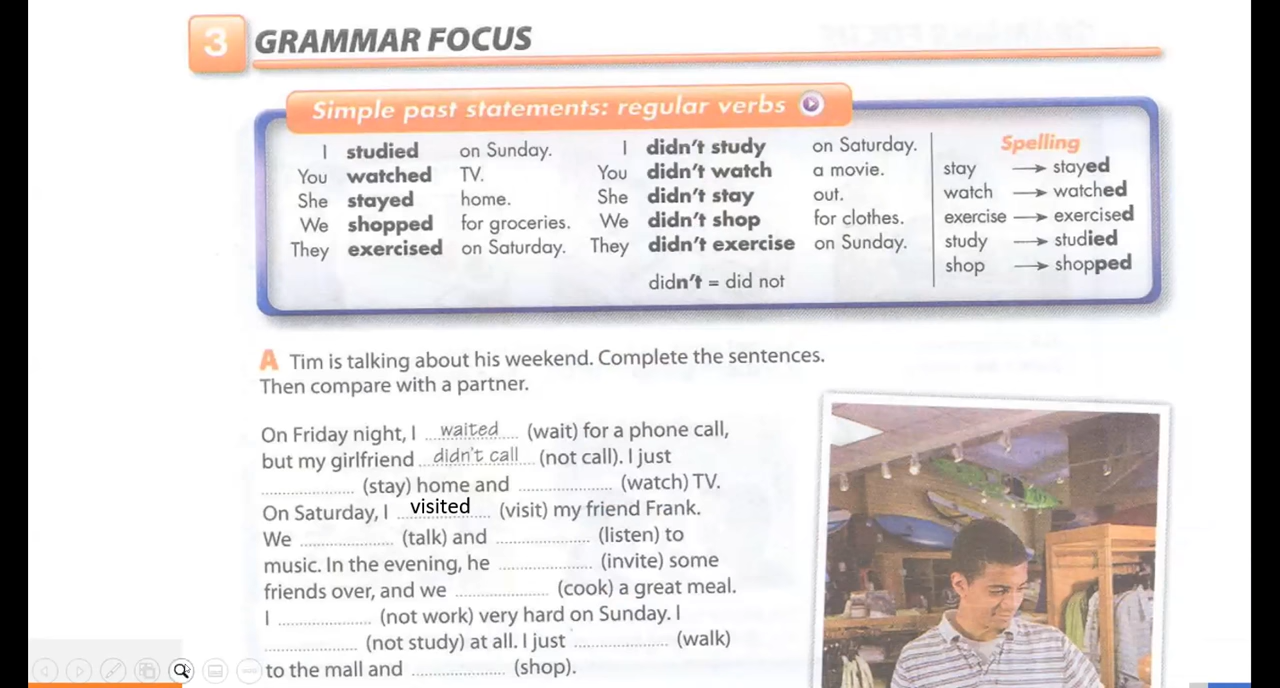 3 GRAMMAR FOCUS
Simple past statements: regular verbs
I studied on Sunday. I didn't study on Saturday.
You watched TV. You didn't watch a movie.
She stayed home. She didn't stay out.
We shopped for groceries. We didn't shop for clothes.
They exercised on Saturday. They didn't exercise on Sunday.
didn't = did not
Spelling
stay → stayed
watch → watched
exercise → exercised
study → studied
shop → shopped
A Tim is talking about his weekend. Complete the sentences.
Then compare with a partner.
On Friday night, I waited (wait) for a phone call,
but my girlfriend didn't call (not call). I just
.................... (stay) home and .................... (watch) TV.
On Saturday, I visited (visit) my friend Frank.
We .................... (talk) and .................... (listen) to
music. In the evening, he .................... (invite) some
friends over, and we .................... (cook) a great meal.
I .................... (not work) very hard on Sunday. I
.................... (not study) at all. I just .................... (walk)
to the mall and .................... (shop).